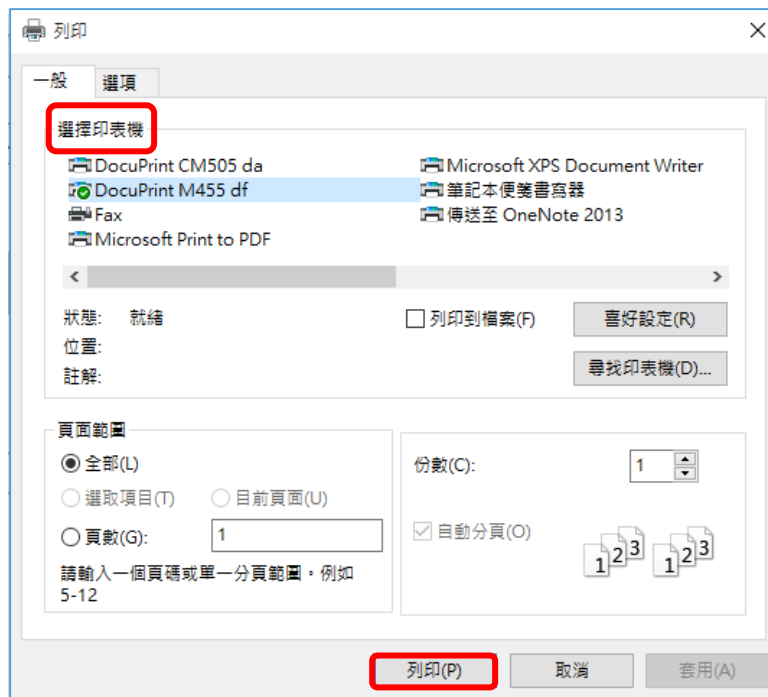 列印
一般 選項
選擇印表機
DocuPrint CM505 da
DocuPrint M455 df
Fax
Microsoft Print to PDF
Microsoft XPS Document Writer
筆記本便箋書寫器
傳送至 OneNote 2013
狀態: 就緒
位置:
註解:
列印到檔案(F)
喜好設定(R)
尋找印表機(D)...
頁面範圍
全部(L)
選取項目(T) 目前頁面(U)
頁數(G): 1
請輸入一個頁碼或單一分頁範圍。例如
5-12
份數(C): 1
自動分頁(O)
1 2 3 1 2 3
列印(P) 取消 套用(A)